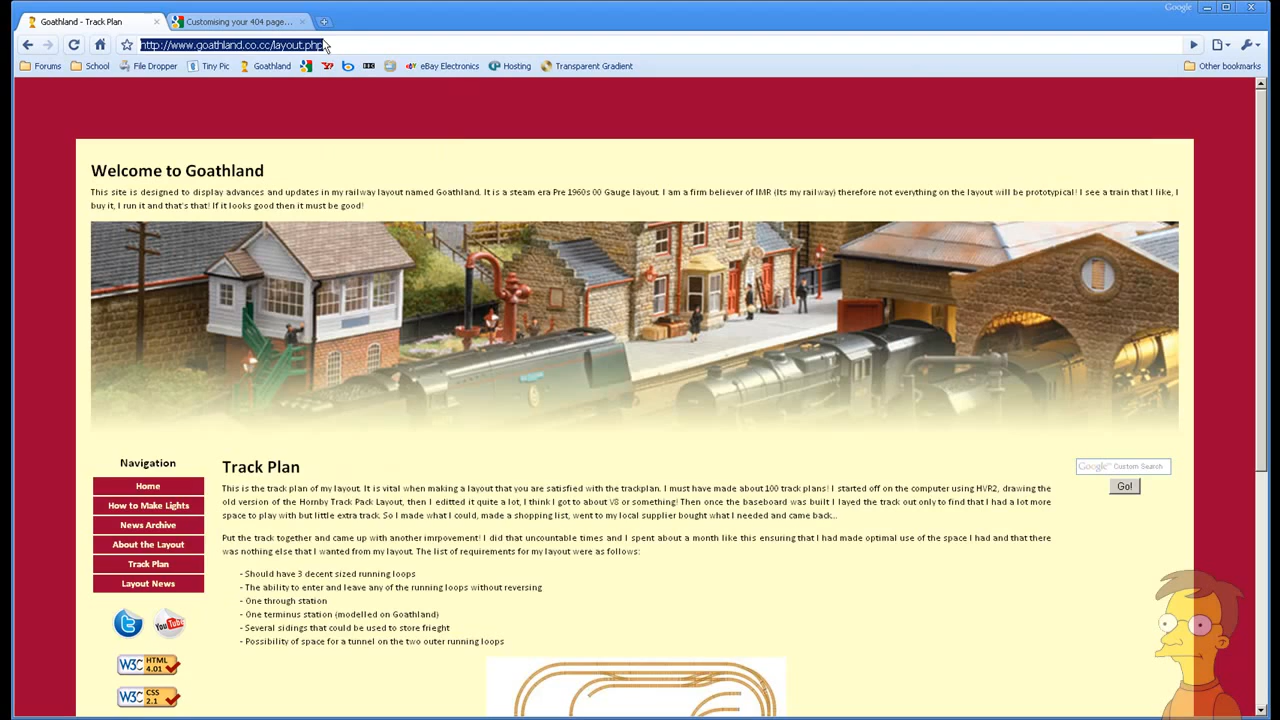 Google
Goathland - Track Plan
Customising your 404 page...
http://www.goathland.co.cc/layout.php
Forums School File Dropper Tiny Pic Goathland eBay Electronics Hosting Transparent Gradient Other bookmarks
Welcome to Goathland
This site is designed to display advances and updates in my railway layout named Goathland. It is a steam era Pre 1960s 00 Gauge layout. I am a firm believer of IMR (Its my railway) therefore not everything on the layout will be prototypical! I see a train that I like, I
buy it, I run it and that's that! If it looks good then it must be good!
Navigation
Home
How to Make Lights
News Archive
About the Layout
Track Plan
Layout News
You Tube
W3C HTML 4.01
W3C CSS 2.1
Track Plan
This is the track plan of my layout. It is vital when making a layout that you are satisfied with the trackplan. I must have made about 100 track plans! I started off on the computer using HVR2, drawing the
old version of the Hornby Track Pack Layout, then I editted it quite a lot, I think I got to about V8 or something! Then once the baseboard was built I layed the track out only to find that I had a lot more
space to play with but little extra track. So I made what I could, made a shopping list, went to my local supplier bought what I needed and came back...
Put the track together and came up with another imrpovement! I did that uncountable times and I spent about a month like this ensuring that I had made optimal use of the space I had and that there
was nothing else that I wanted from my layout. The list of requirements for my layout were as follows:
- Should have 3 decent sized running loops
- The ability to enter and leave any of the running loops without reversing
- One through station
- One terminus station (modelled on Goathland)
- Several sidings that could be used to store frieght
- Possibility of space for a tunnel on the two outer running loops
Google Custom Search
Go!